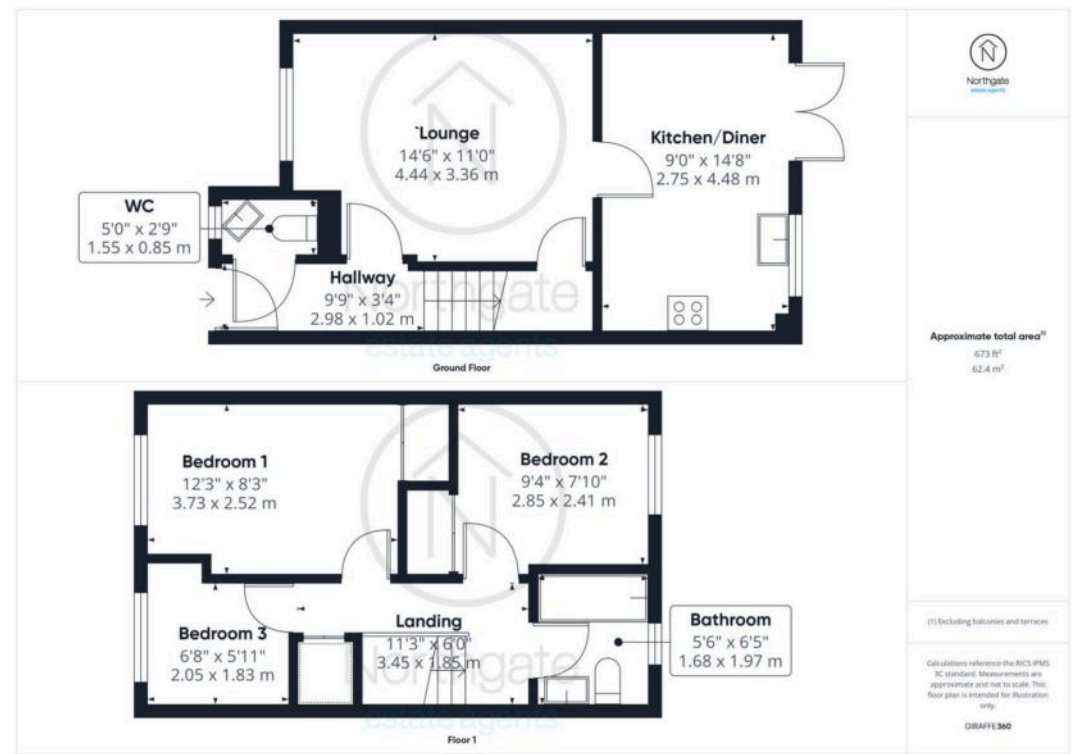 N
Northgate
estate agents
`Lounge
14'6" x 11'0"
4.44 x 3.36 m
Kitchen/Diner
9'0" x 14'8"
2.75 x 4.48 m
WC
5'0" x 2'9"
1.55 x 0.85 m
Hallway
9'9" x 3'4"
2.98 x 1.02 m
Northgate
estate agents
Ground Floor
Approximate total area(1)
673 ft²
62.4 m²
Bedroom 1
12'3" x 8'3"
3.73 x 2.52 m
Bedroom 2
9'4" x 7'10"
2.85 x 2.41 m
Bedroom 3
6'8" x 5'11"
2.05 x 1.83 m
Landing
11'3" x 6'0"
3.45 x 1.85 m
Bathroom
5'6" x 6'5"
1.68 x 1.97 m
Northgate
estate agents
Floor 1
(1) Excluding balconies and terraces
Calculations reference the RICS IPMS
3C standard. Measurements are
approximate and not to scale. This
floor plan is intended for illustration
only.
GIRAFFE360